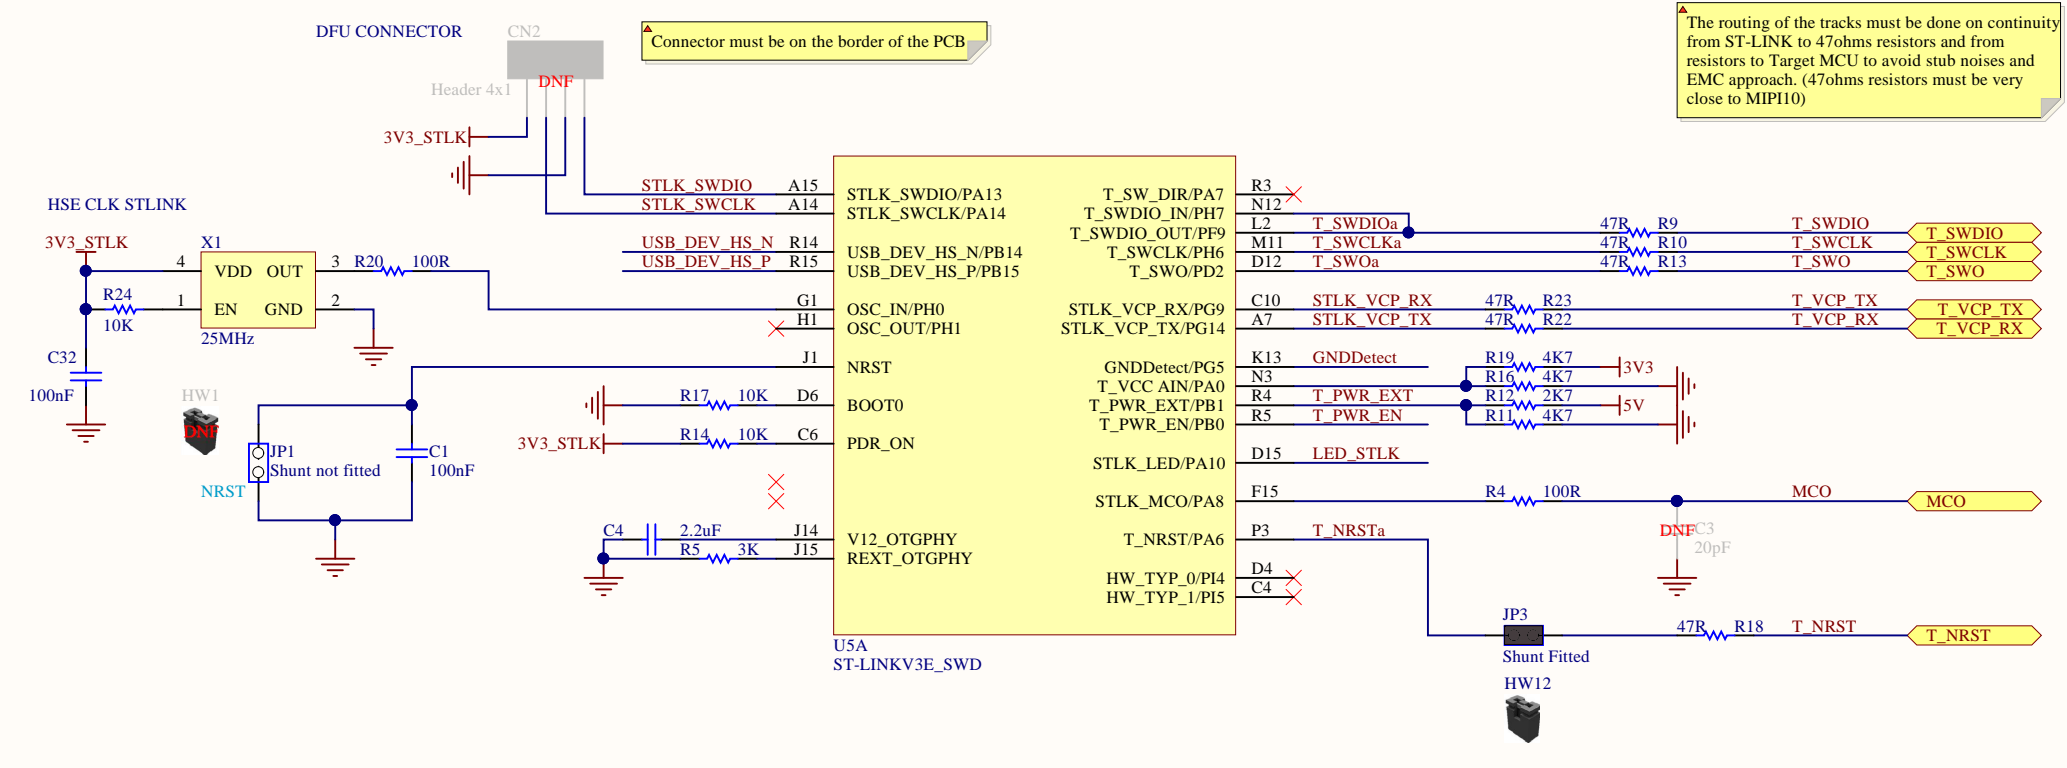 DFU CONNECTOR
CN2
DNF
Header 4x1
Connector must be on the border of the PCB
The routing of the tracks must be done on continuity
from ST-LINK to 47ohms resistors and from
resistors to Target MCU to avoid stub noises and
EMC approach. (47ohms resistors must be very
close to MIPI10)
3V3_STLK
HSE CLK STLINK
3V3_STLK
X1
4 VDD OUT 3 R20 100R
R24
10K
1 EN GND 2
25MHz
C32
100nF
HW1
DNF
JP1
Shunt not fitted
NRST
C1
100nF
STLK_SWDIO A15 STLK_SWDIO/PA13
STLK_SWCLK A14 STLK_SWCLK/PA14
USB_DEV_HS_N R14 USB_DEV_HS_N/PB14
USB_DEV_HS_P R15 USB_DEV_HS_P/PB15
G1 OSC_IN/PH0
H1 OSC_OUT/PH1
J1 NRST
R17 10K D6 BOOT0
3V3_STLK R14 10K C6 PDR_ON
C4 2.2uF J14 V12_OTGPHY
R5 3K J15 REXT_OTGPHY
T_SW_DIR/PA7 R3
T_SWDIO_IN/PH7 N12
T_SWDIO_OUT/PF9 L2 T_SWDIOa 47R R9 T_SWDIO T_SWDIO
T_SWCLK/PH6 M11 T_SWCLKa 47R R10 T_SWCLK T_SWCLK
T_SWO/PD2 D12 T_SWOa 47R R13 T_SWO T_SWO
STLK_VCP_RX/PG9 C10 STLK_VCP_RX 47R R23 T_VCP_TX T_VCP_TX
STLK_VCP_TX/PG14 A7 STLK_VCP_TX 47R R22 T_VCP_RX T_VCP_RX
GNDDetect/PG5 K13 GNDDetect R19 4K7 3V3
T_VCC AIN/PA0 N3 R16 4K7
T_PWR_EXT/PB1 R4 T_PWR_EXT R12 2K7 5V
T_PWR_EN/PB0 R5 T_PWR_EN R11 4K7
STLK_LED/PA10 D15 LED_STLK
STLK_MCO/PA8 F15 R4 100R MCO MCO
DNF C3
20pF
T_NRST/PA6 P3 T_NRSTa
HW_TYP_0/PI4 D4
HW_TYP_1/PI5 C4
JP3
Shunt Fitted
47R R18 T_NRST T_NRST
HW12
U5A
ST-LINKV3E_SWD